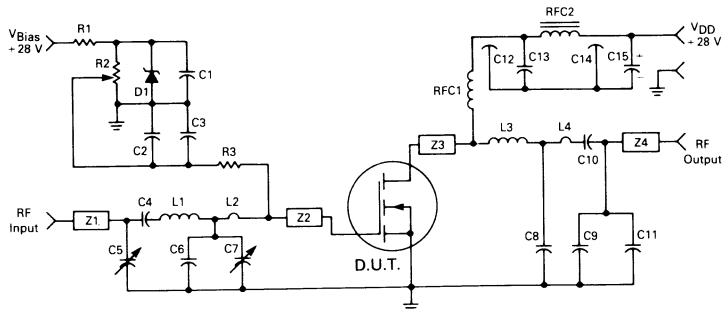 RFC2
VBias
+28 V
R1
VDD
+28 V
R2
D1
C1
C12
C13
C14
C15
+
–
RFC1
C2
C3
R3
Z3
L3
L4
C10
Z4
RF
Output
RF
Input
Z1
C4
L1
L2
Z2
C5
C6
C7
D.U.T.
C8
C9
C11